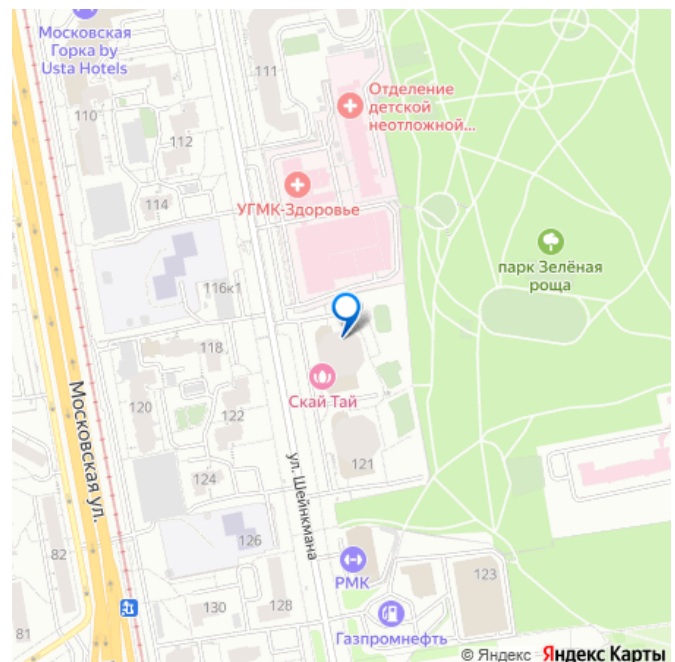 Московская
Горка by
Usta Hotels
111
Отделение
детской
неотложной...
110
112
114
УГМК-Здоровье
парк Зелёная
роща
116к1
118
Скай Тай
120
122
Московская ул.
ул. Шейнкмана
121
124
126
82
РМК
123
130
128
81
Газпромнефть
© Яндекс Яндекс Карты